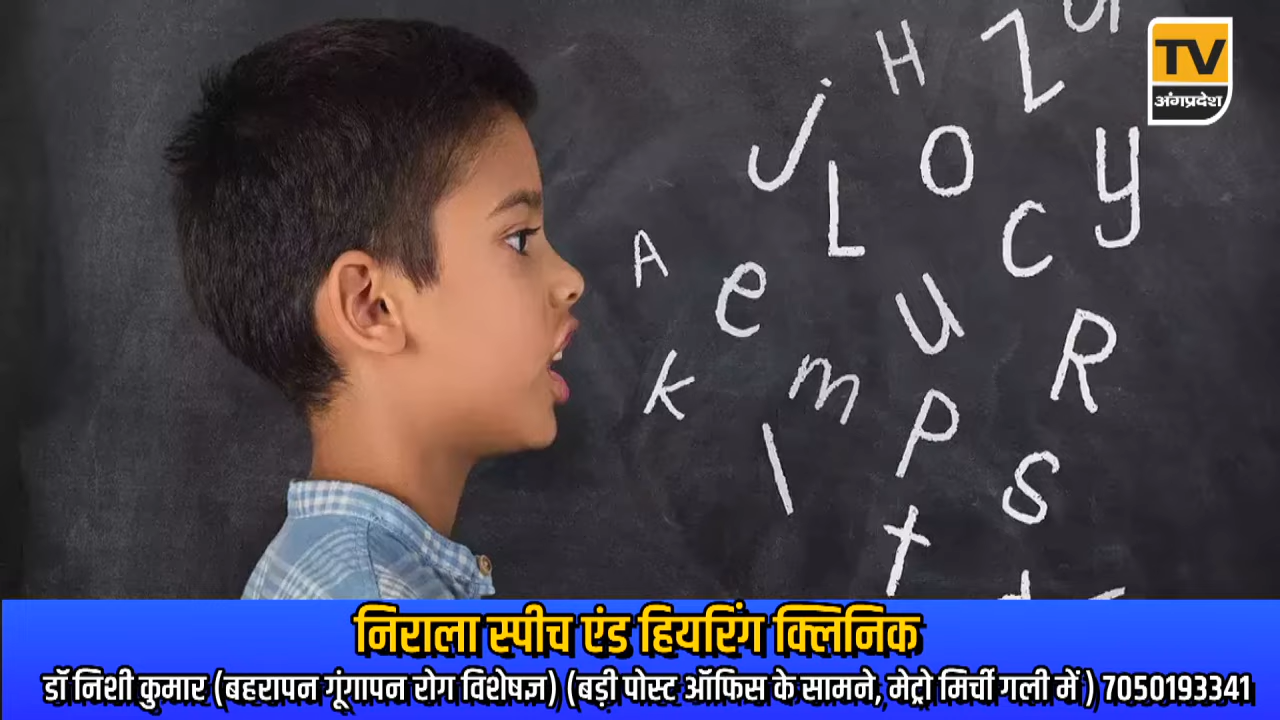 H Z
TV
अंगप्रदेश
J O y
L C
A e u R
K m P
l S
t
निराला स्पीच एंड हियरिंग क्लिनिक
डॉ निशी कुमार (बहरापन गूंगापन रोग विशेषज्ञ) (बड़ी पोस्ट ऑफिस के सामने, मेट्रो मिर्ची गली में ) 7050193341